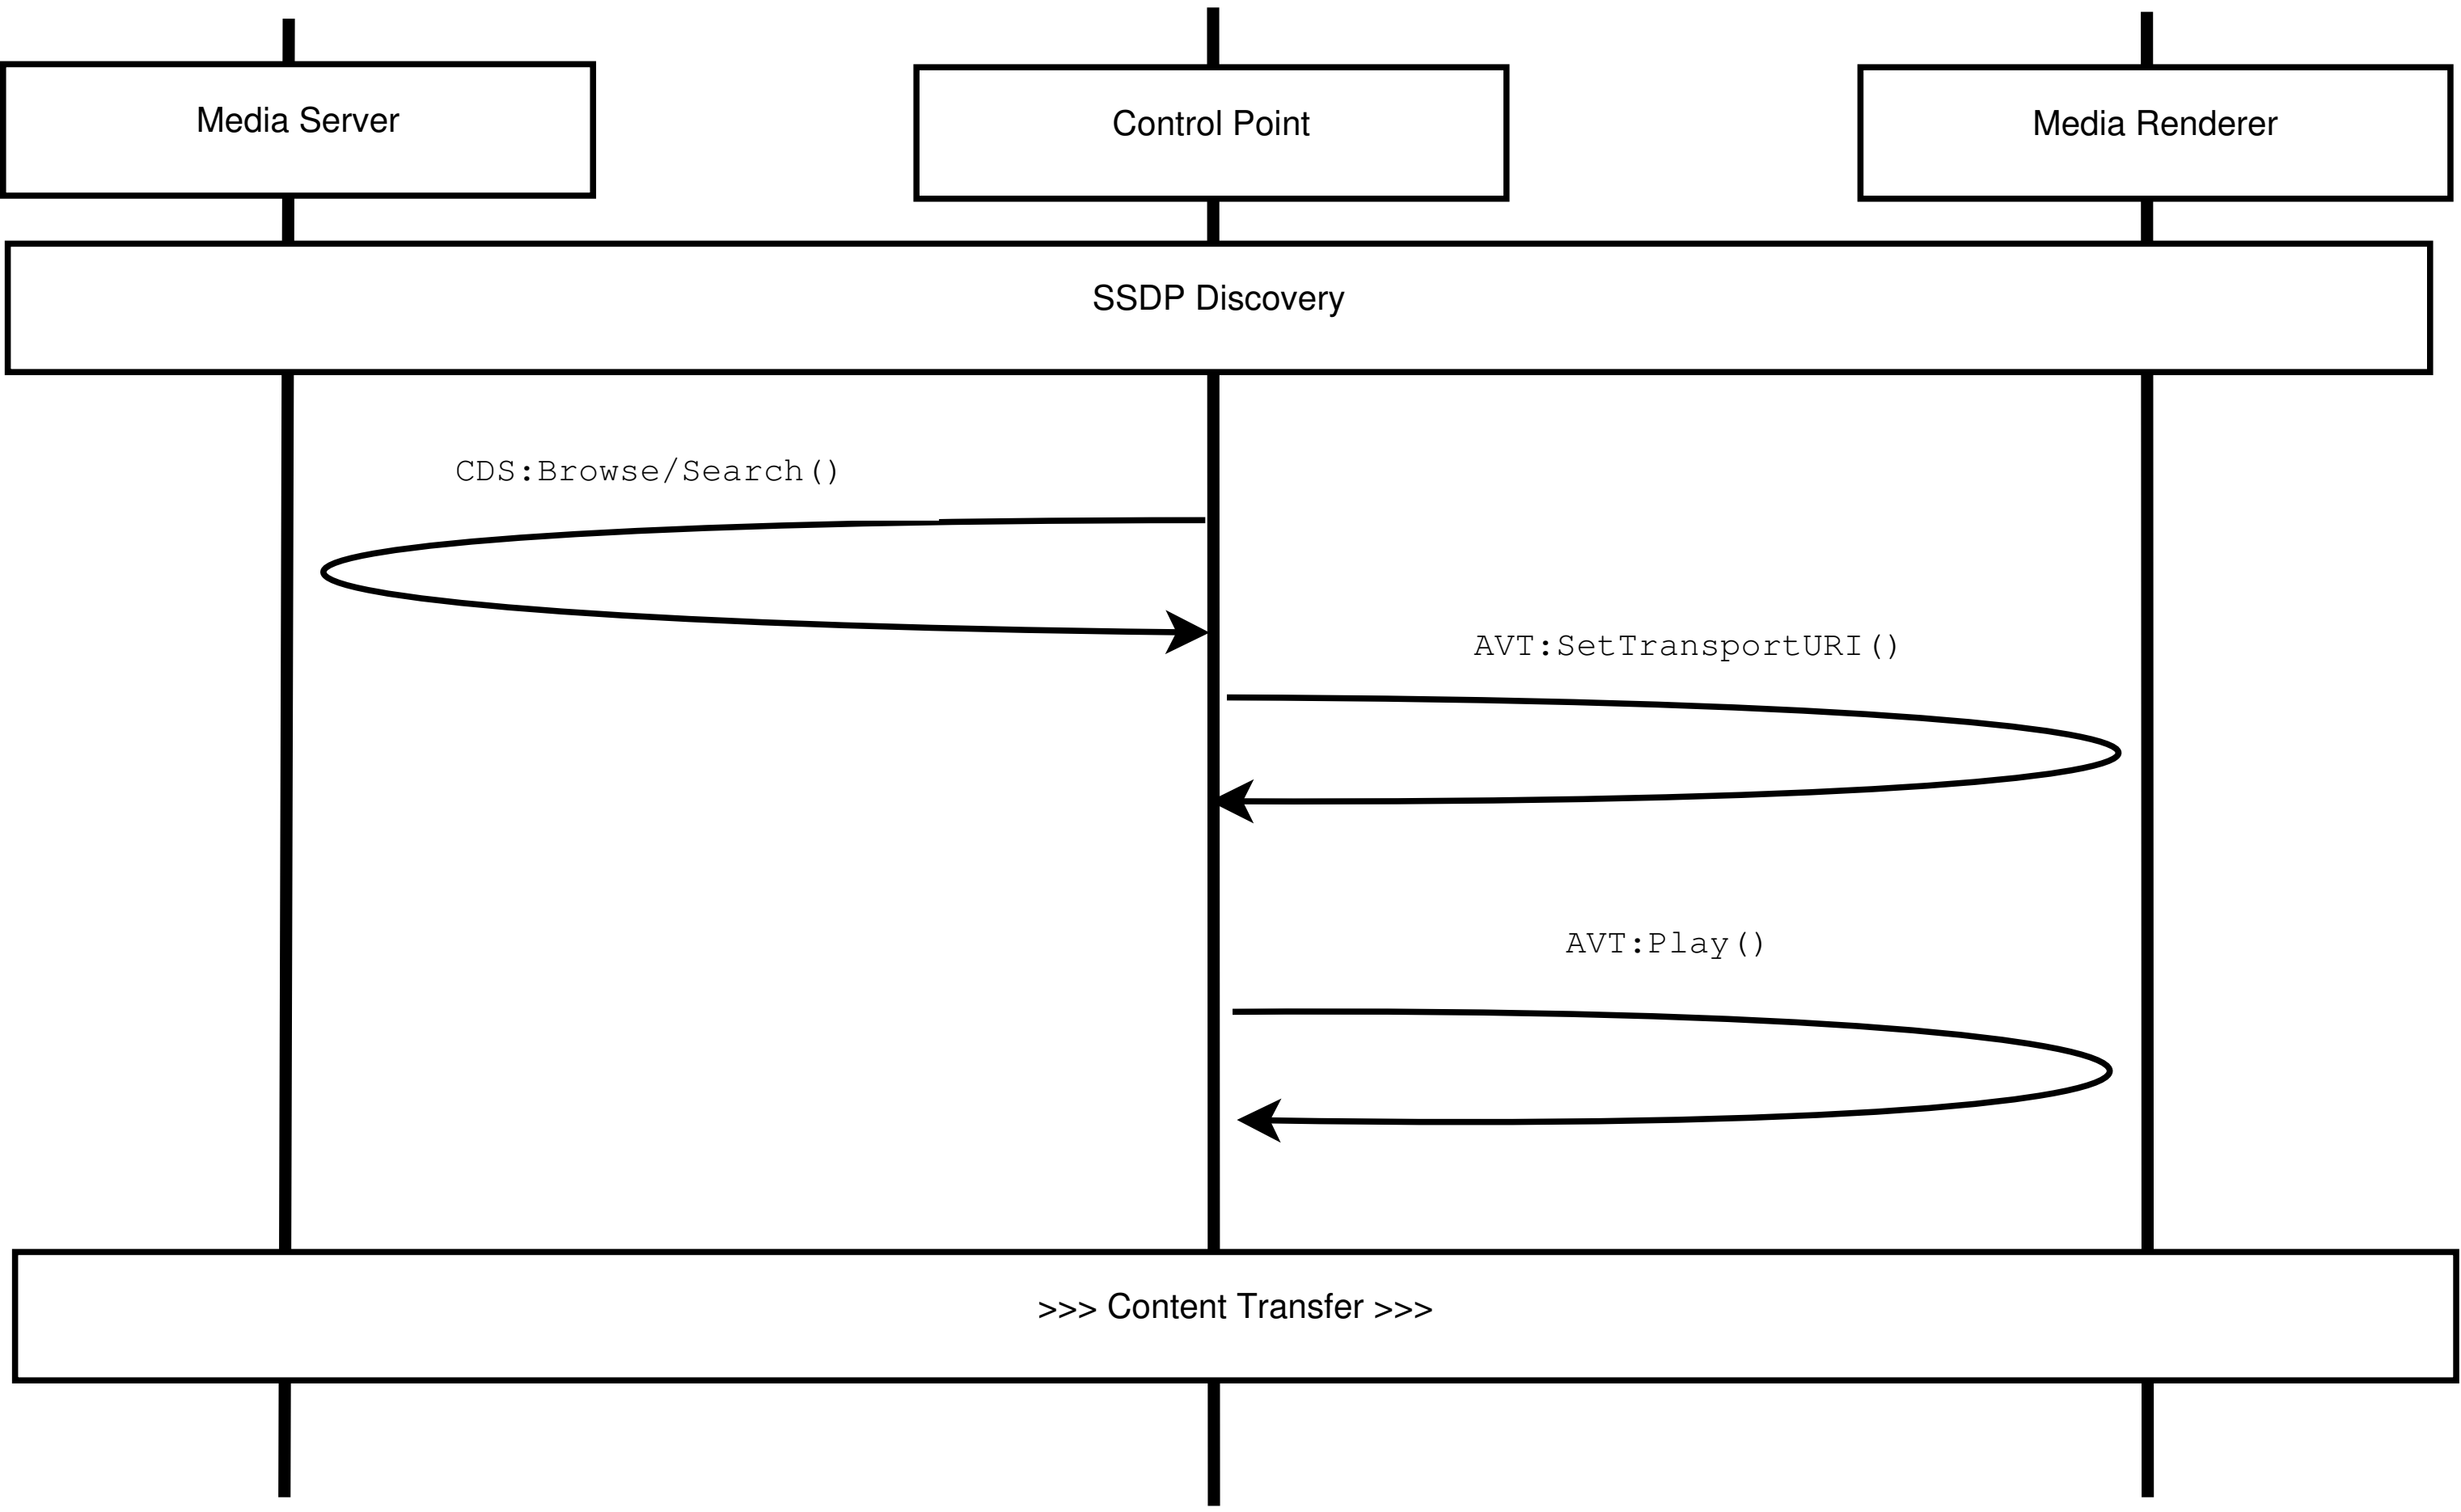 Media Server
Control Point
Media Renderer
SSDP Discovery
CDS:Browse/Search()
AVT:SetTransportURI()
AVT:Play()
>>> Content Transfer >>>